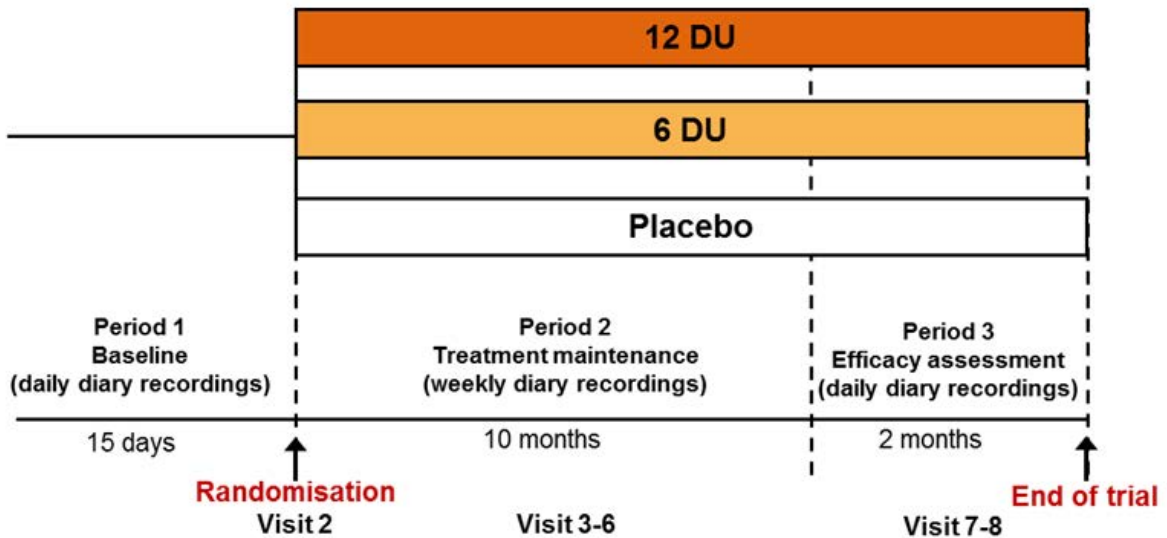 12 DU
6 DU
Placebo
Period 1
Baseline
(daily diary recordings)
Period 2
Treatment maintenance
(weekly diary recordings)
Period 3
Efficacy assessment
(daily diary recordings)
15 days
10 months
2 months
Randomisation
End of trial
Visit 2
Visit 3-6
Visit 7-8